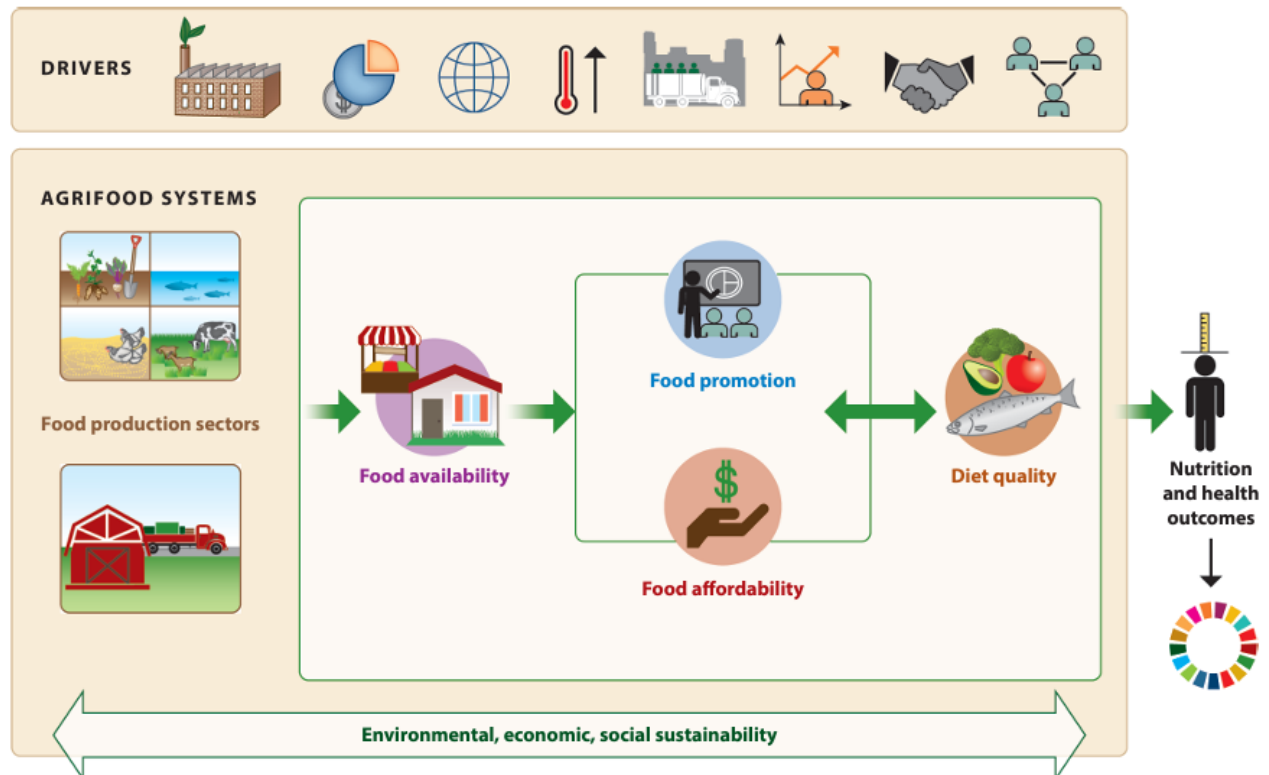 DRIVERS
AGRIFOOD SYSTEMS
Food production sectors
Food availability
Food promotion
Food affordability
Diet quality
Nutrition
and health
outcomes
Environmental, economic, social sustainability